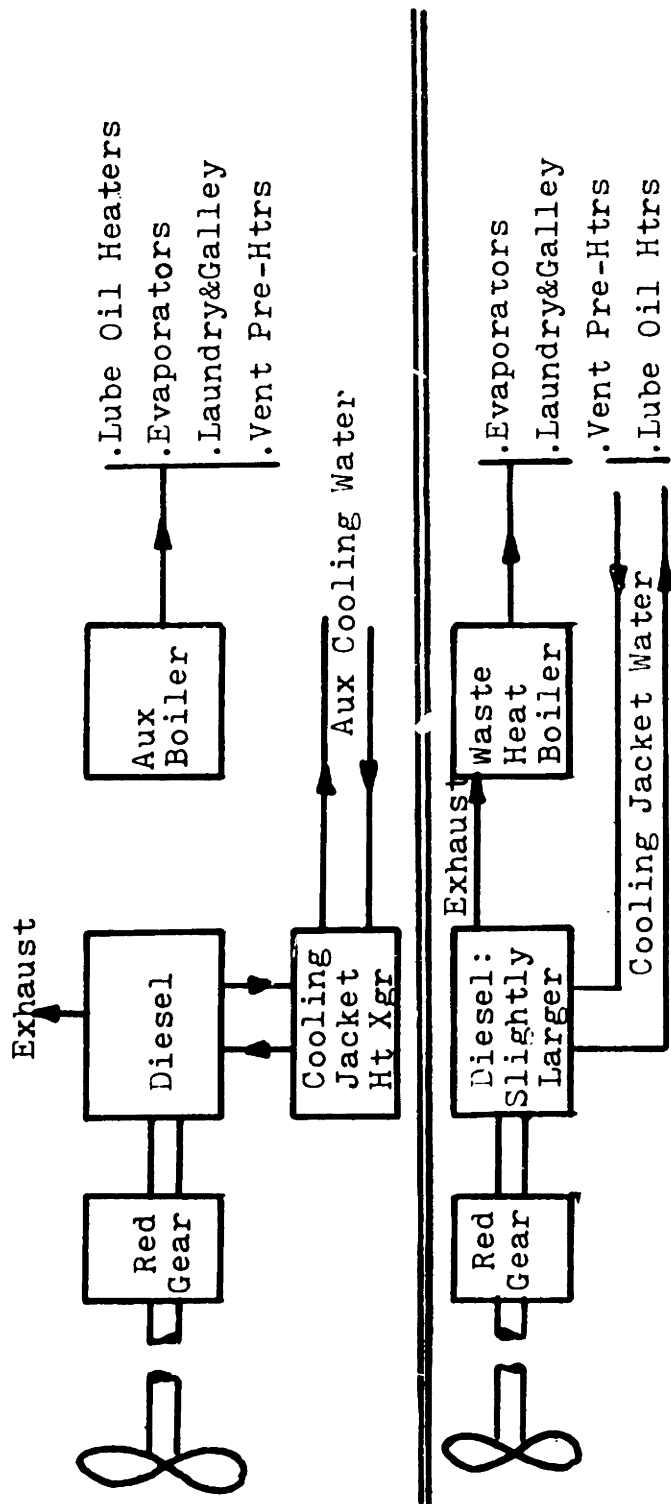 Exhaust
.Lube Oil Heaters
.Evaporators
.Laundry&Galley
.Vent Pre-Htrs
Red
Gear
Diesel
Aux
Boiler
Cooling
Jacket
Ht Xgr
Aux Cooling Water
Exhaust
Red
Gear
Diesel:
Slightly
Larger
Waste
Heat
Boiler
.Evaporators
.Laundry&Galley
.Vent Pre-Htrs
.Lube Oil Htrs
Cooling Jacket Water